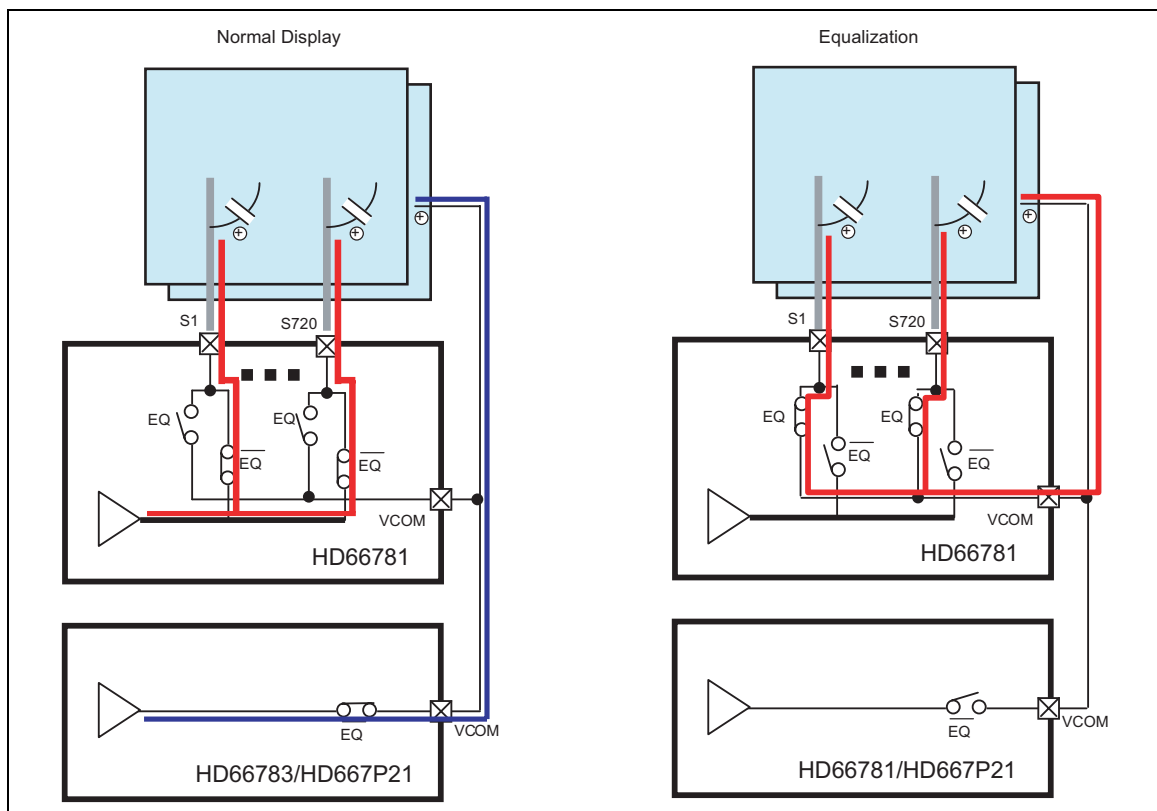 Normal Display
S1
S720
EQ
EQ
EQ
EQ
VCOM
HD66781
EQ
VCOM
HD66783/HD667P21
Equalization
S1
S720
EQ
EQ
EQ
EQ
VCOM
HD66781
EQ
VCOM
HD66781/HD667P21